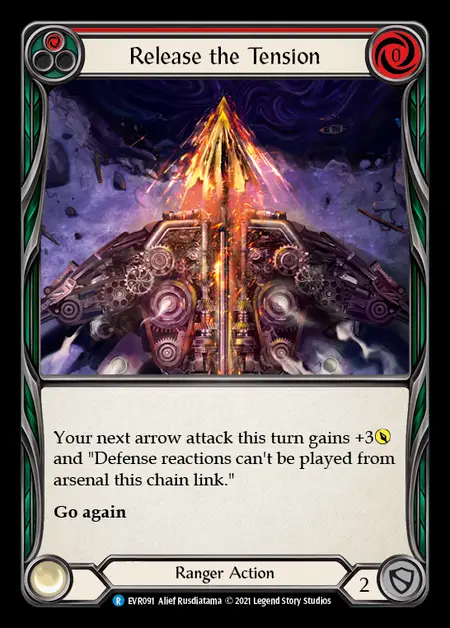 Release the Tension
0
Your next arrow attack this turn gains +3
and "Defense reactions can't be played from
arsenal this chain link."
Go again
Ranger Action
2
R EVR091 Alief Rusdiatama © 2021 Legend Story Studios